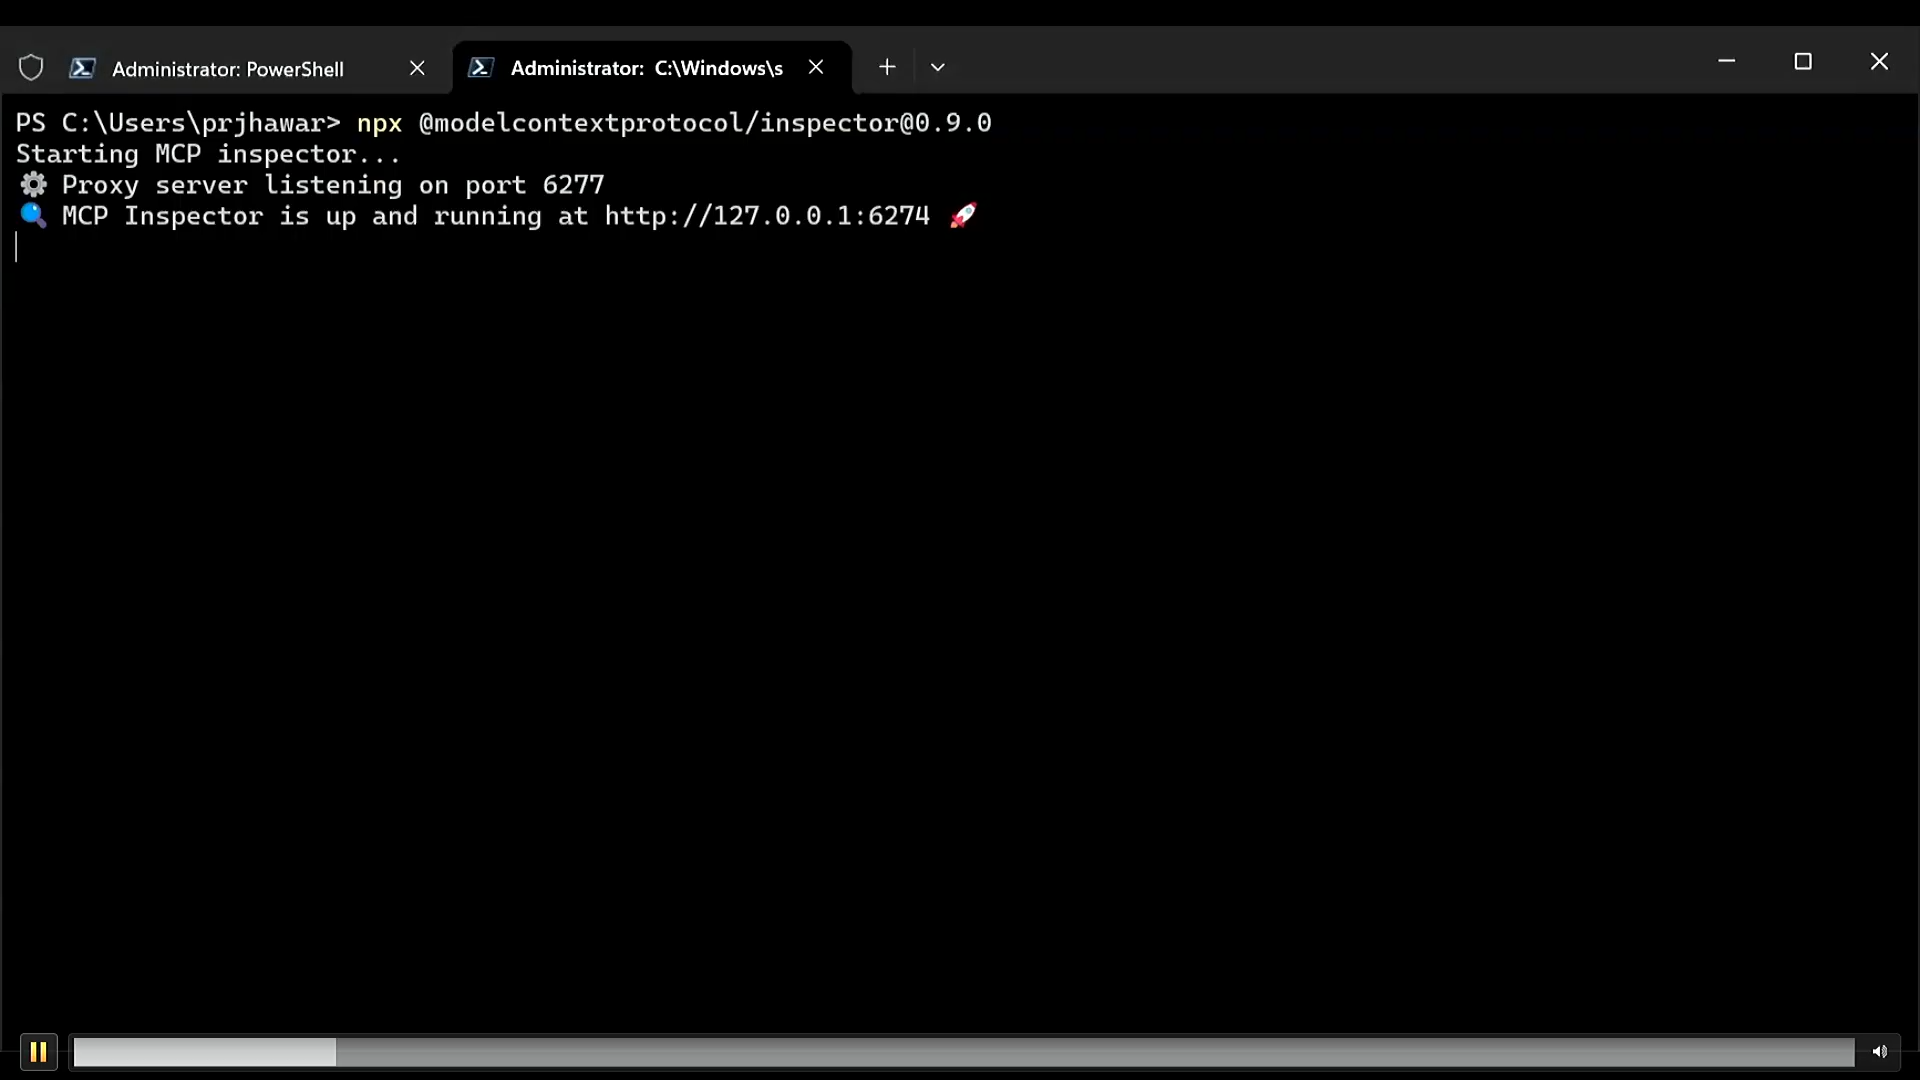 Administrator: PowerShell
Administrator: C:\Windows\s
PS C:\Users\prjhawar> npx @modelcontextprotocol/inspector@0.9.0
Starting MCP inspector...
⚙️ Proxy server listening on port 6277
🔍 MCP Inspector is up and running at http://127.0.0.1:6274 🚀